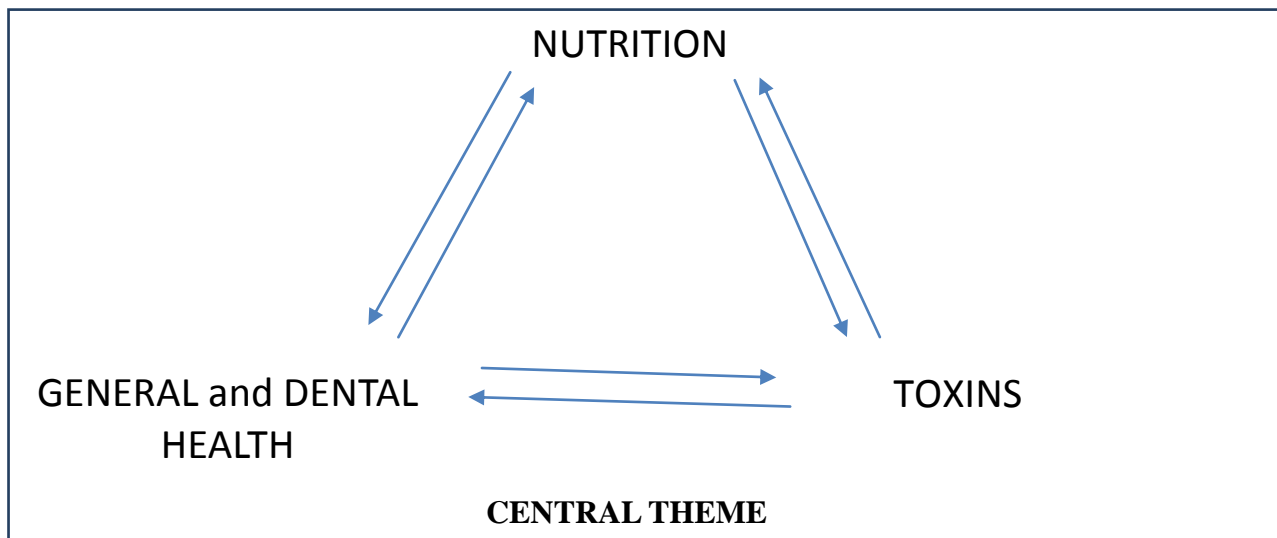 NUTRITION
GENERAL and DENTAL
HEALTH
TOXINS
CENTRAL THEME